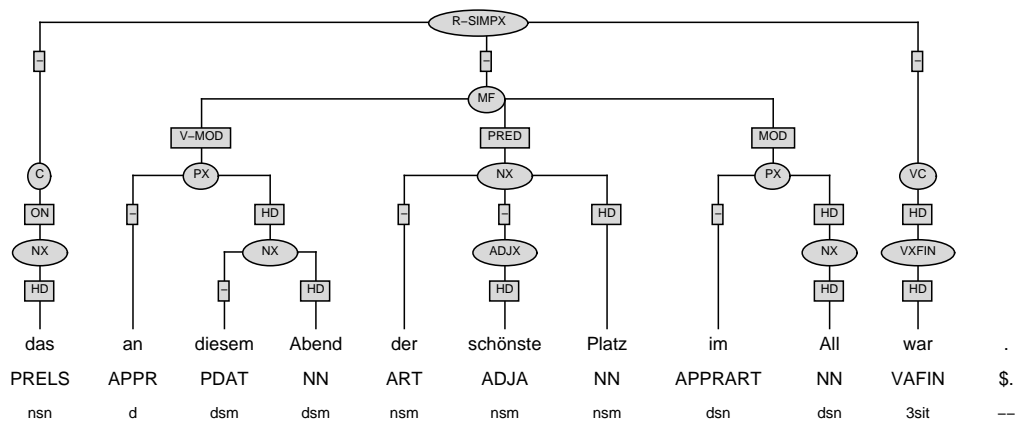 R−SIMPX
− − −
MF
V−MOD PRED MOD
C PX NX PX VC
ON − HD − − HD − HD HD
NX NX ADJX NX VXFIN
HD − HD HD HD HD
das an diesem Abend der schönste Platz im All war .
PRELS APPR PDAT NN ART ADJA NN APPRART NN VAFIN $.
nsn d dsm dsm nsm nsm nsm dsn dsn 3sit −−